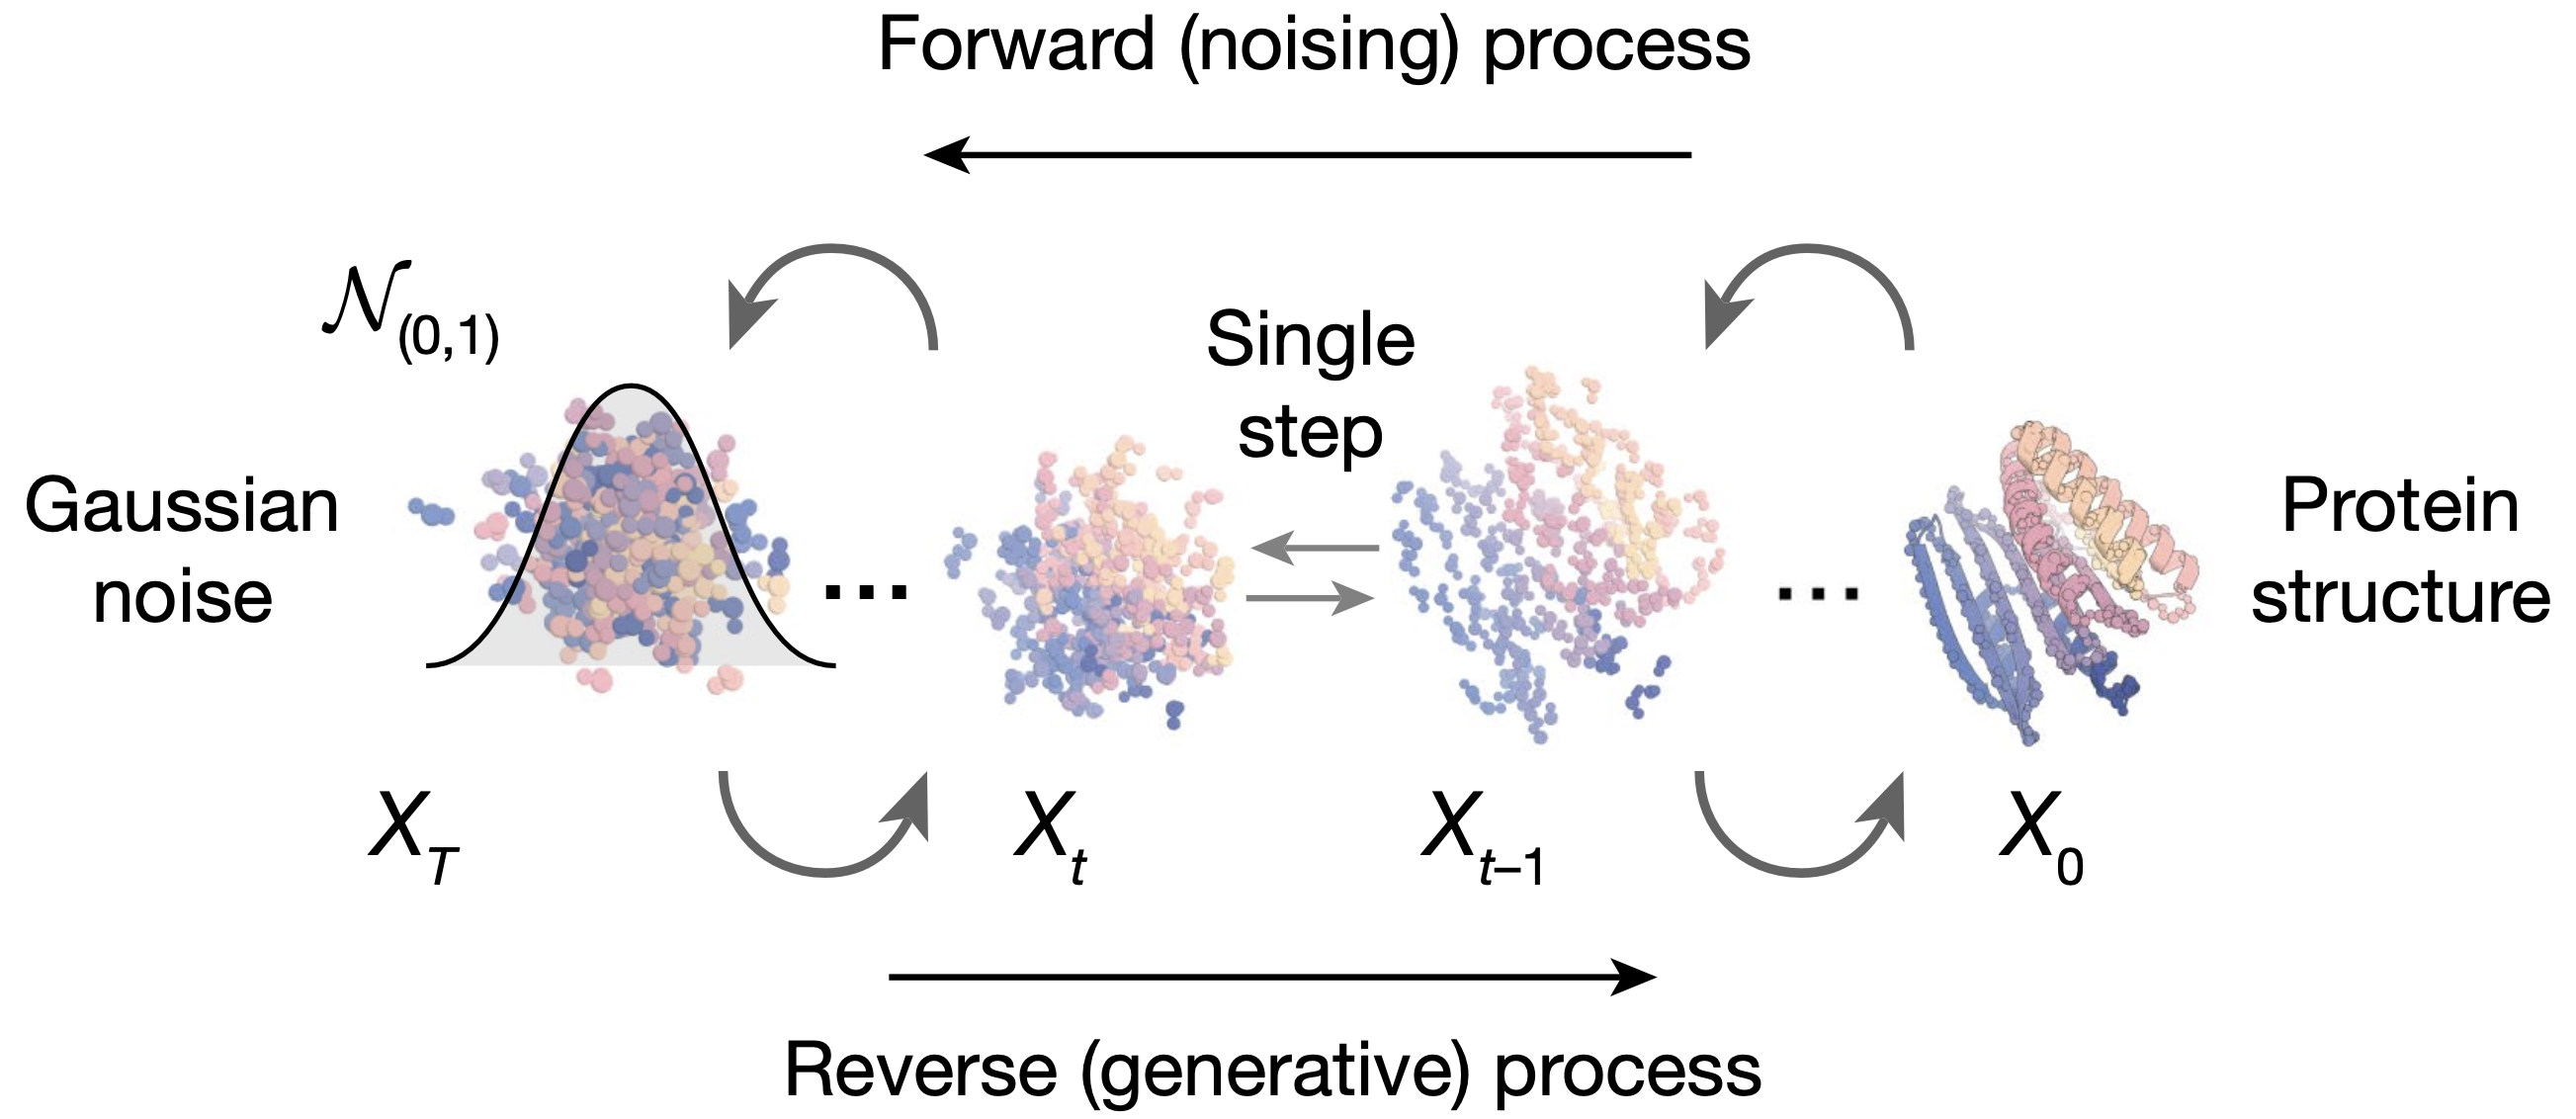 Forward (noising) process
𝒩(0,1)
Single
step
Gaussian
noise
...
...
Protein
structure
X_T
X_t
X_{t–1}
X_0
Reverse (generative) process